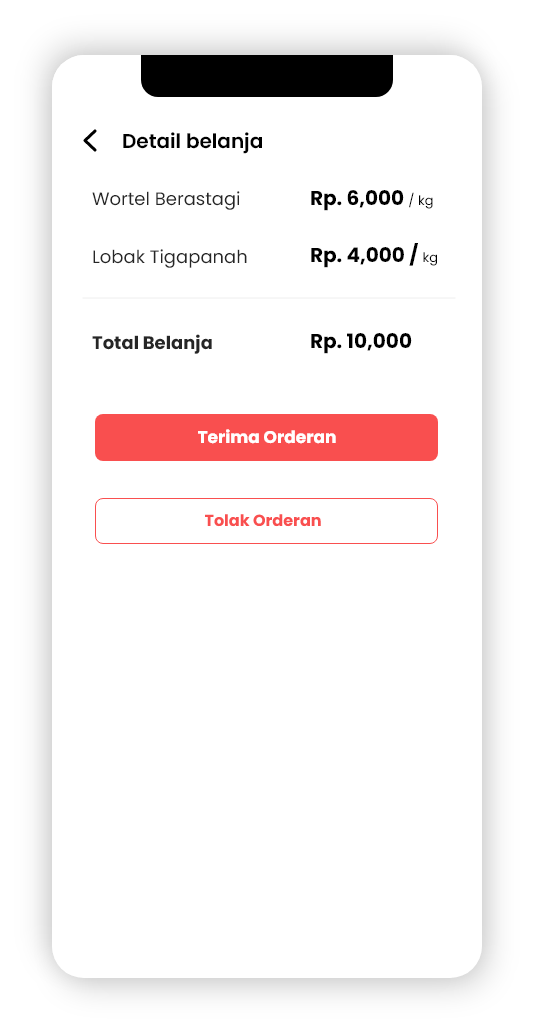 Detail belanja
Wortel Berastagi Rp. 6,000 / kg
Lobak Tigapanah Rp. 4,000 / kg
Total Belanja Rp. 10,000
Terima Orderan
Tolak Orderan